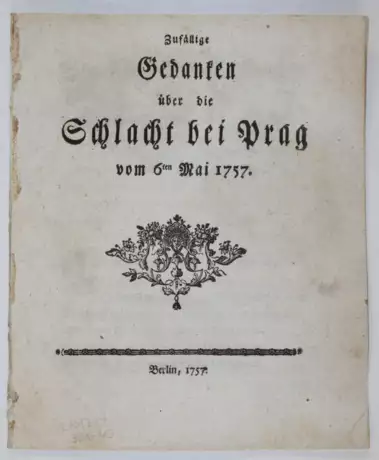 Zufällige
Gedanken
über die
Schlacht bei Prag
vom 6ten Mai 1757.
Berlin, 1757.